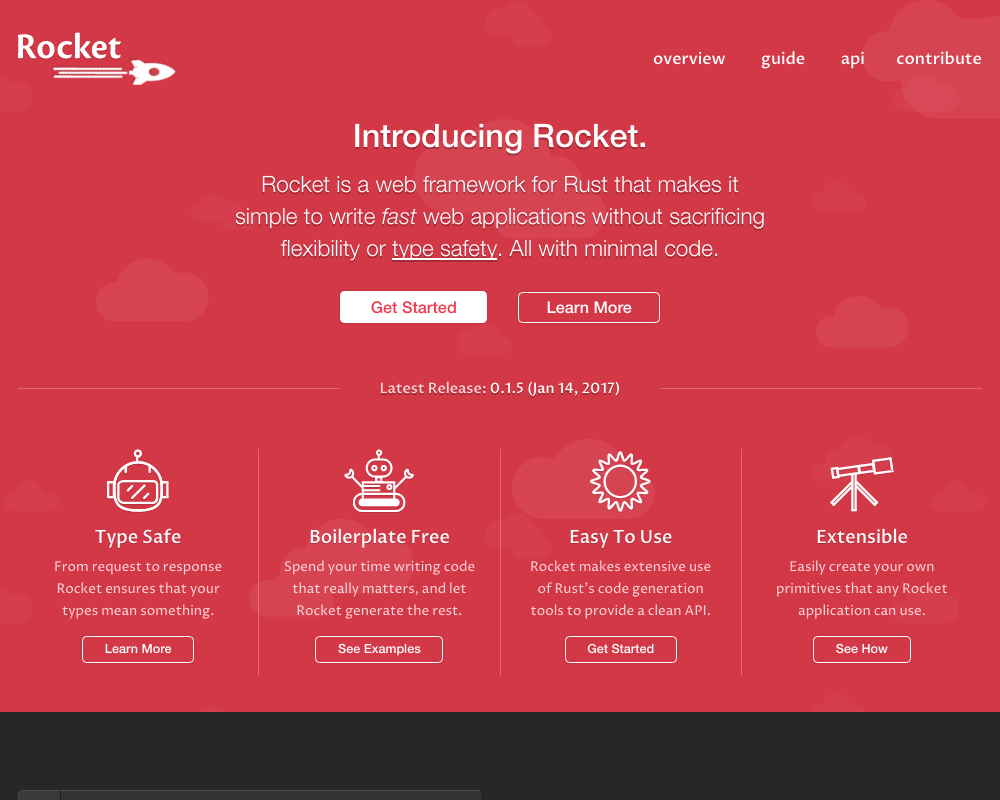 Rocket
overview guide api contribute
Introducing Rocket.
Rocket is a web framework for Rust that makes it
simple to write fast web applications without sacrificing
flexibility or type safety. All with minimal code.
Get Started Learn More
Latest Release: 0.1.5 (Jan 14, 2017)
Type Safe
From request to response
Rocket ensures that your
types mean something.
Learn More
Boilerplate Free
Spend your time writing code
that really matters, and let
Rocket generate the rest.
See Examples
Easy To Use
Rocket makes extensive use
of Rust's code generation
tools to provide a clean API.
Get Started
Extensible
Easily create your own
primitives that any Rocket
application can use.
See How